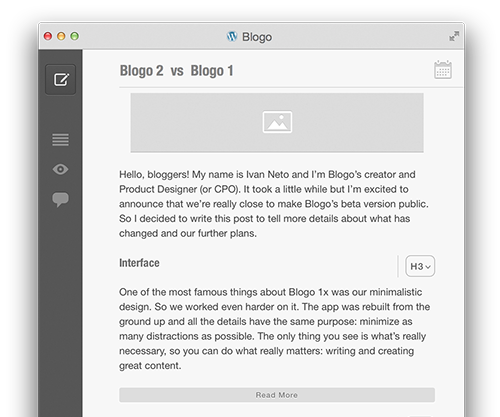 Blogo
Blogo 2 vs Blogo 1
Hello, bloggers! My name is Ivan Neto and I'm Blogo's creator and
Product Designer (or CPO). It took a little while but I'm excited to
announce that we're really close to make Blogo's beta version public.
So I decided to write this post to tell more details about what has
changed and our further plans.
Interface
H3
One of the most famous things about Blogo 1x was our minimalistic
design. So we worked even harder on it. The app was rebuilt from the
ground up and all the details have the same purpose: minimize as
many distractions as possible. The only thing you see is what's really
necessary, so you can do what really matters: writing and creating
great content.
Read More